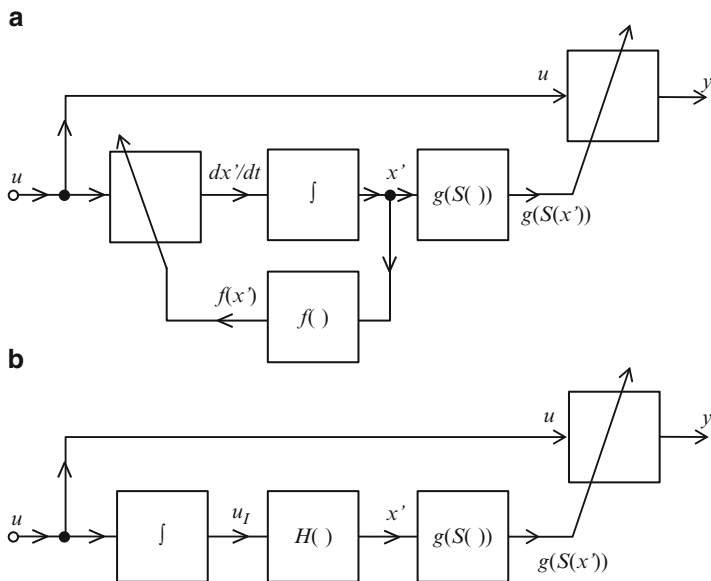 a
u
y
u
dx'/dt
∫
x'
g(S( ))
g(S(x'))
f(x')
f( )
b
u
y
u
∫
u_I
H( )
x'
g(S( ))
g(S(x'))